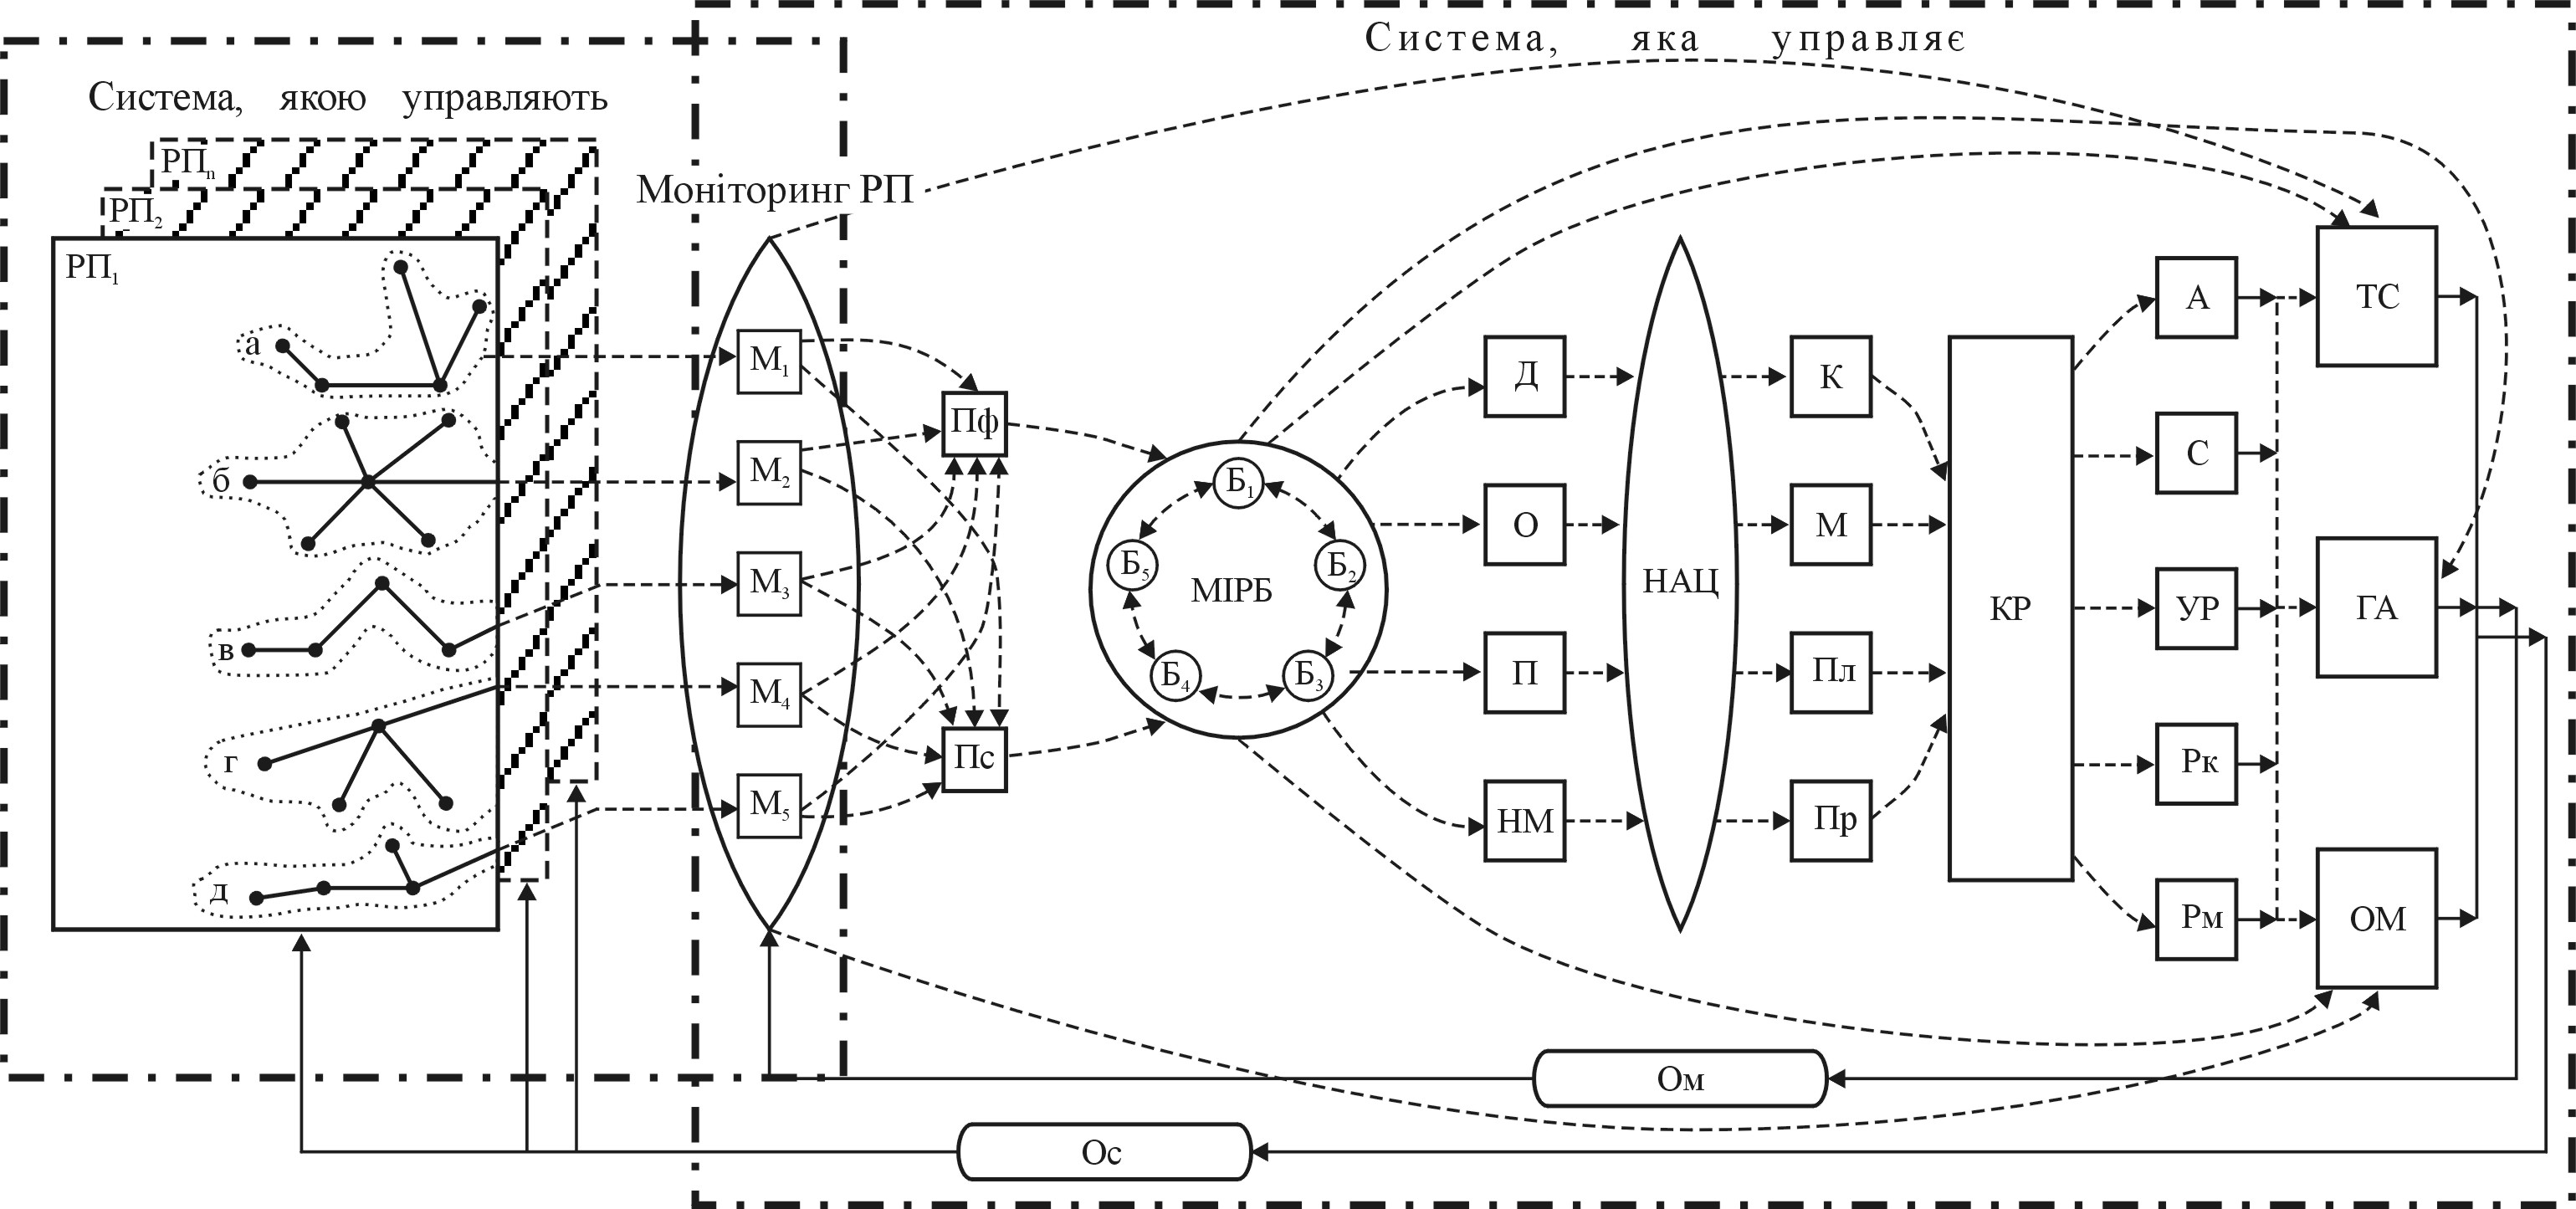 Система, яка управляє
Система, якою управляють
РПn
РП2
РП1
Моніторинг РП
а
б
в
г
д
М1
М2
М3
М4
М5
Пф
Пс
Б1
Б2
Б3
Б4
Б5
МІРБ
Д
О
П
НМ
НАЦ
К
М
Пл
Пр
КР
А
С
УР
Рк
Рм
ТС
ГА
ОМ
Ом
Ос